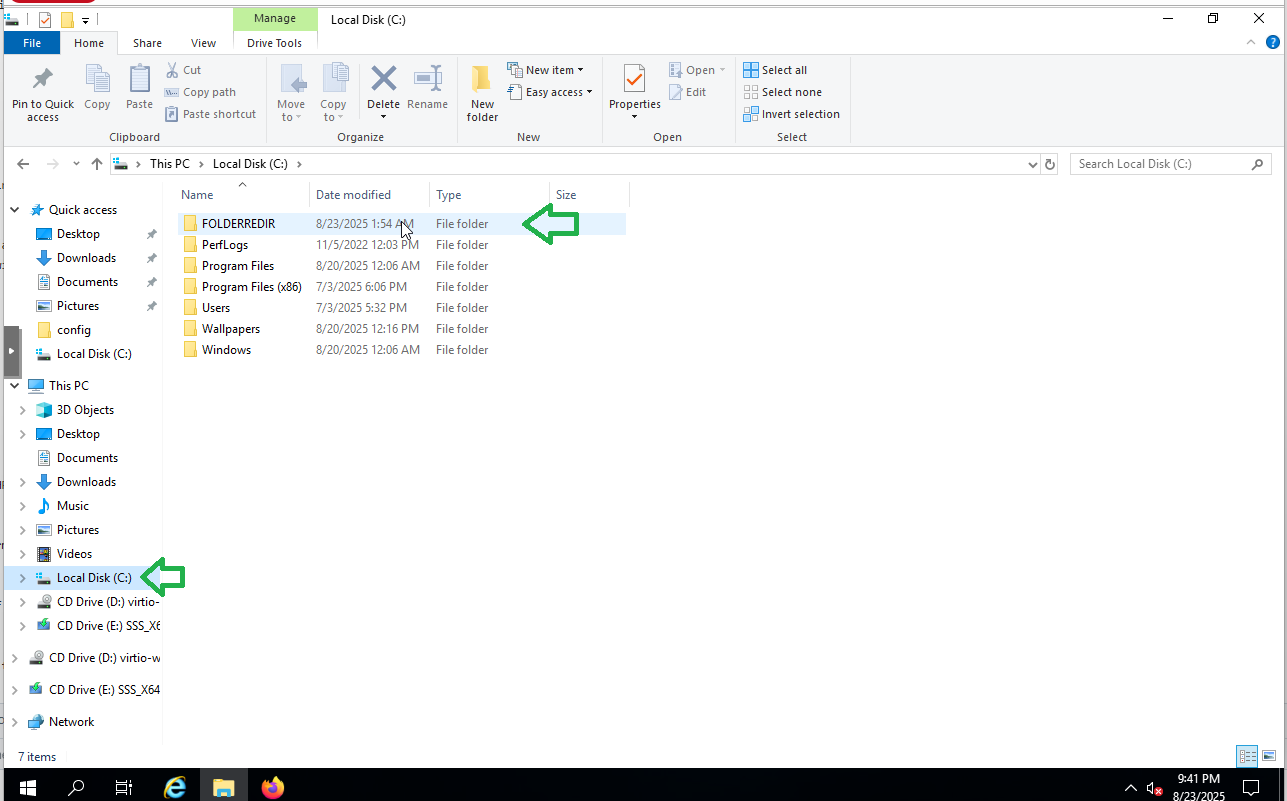 Manage
Local Disk (C:)
File
Home
Share
View
Drive Tools
Pin to Quick access
Copy
Paste
Cut
Copy path
Paste shortcut
Clipboard
Move to
Copy to
Delete
Rename
Organize
New folder
New item
Easy access
New
Properties
Open
Edit
Open
Select all
Select none
Invert selection
Select
This PC
Local Disk (C:)
Search Local Disk (C:)
Name
Date modified
Type
Size
Quick access
Desktop
Downloads
Documents
Pictures
config
Local Disk (C:)
This PC
3D Objects
Desktop
Documents
Downloads
Music
Pictures
Videos
Local Disk (C:)
CD Drive (D:) virtio-
CD Drive (E:) SSS_X6
CD Drive (D:) virtio-w
CD Drive (E:) SSS_X64
Network
FOLDERREDIR 8/23/2025 1:54 AM File folder
PerfLogs 11/5/2022 12:03 PM File folder
Program Files 8/20/2025 12:06 AM File folder
Program Files (x86) 7/3/2025 6:06 PM File folder
Users 7/3/2025 5:32 PM File folder
Wallpapers 8/20/2025 12:16 PM File folder
Windows 8/20/2025 12:06 AM File folder
7 items
9:41 PM
8/23/2025